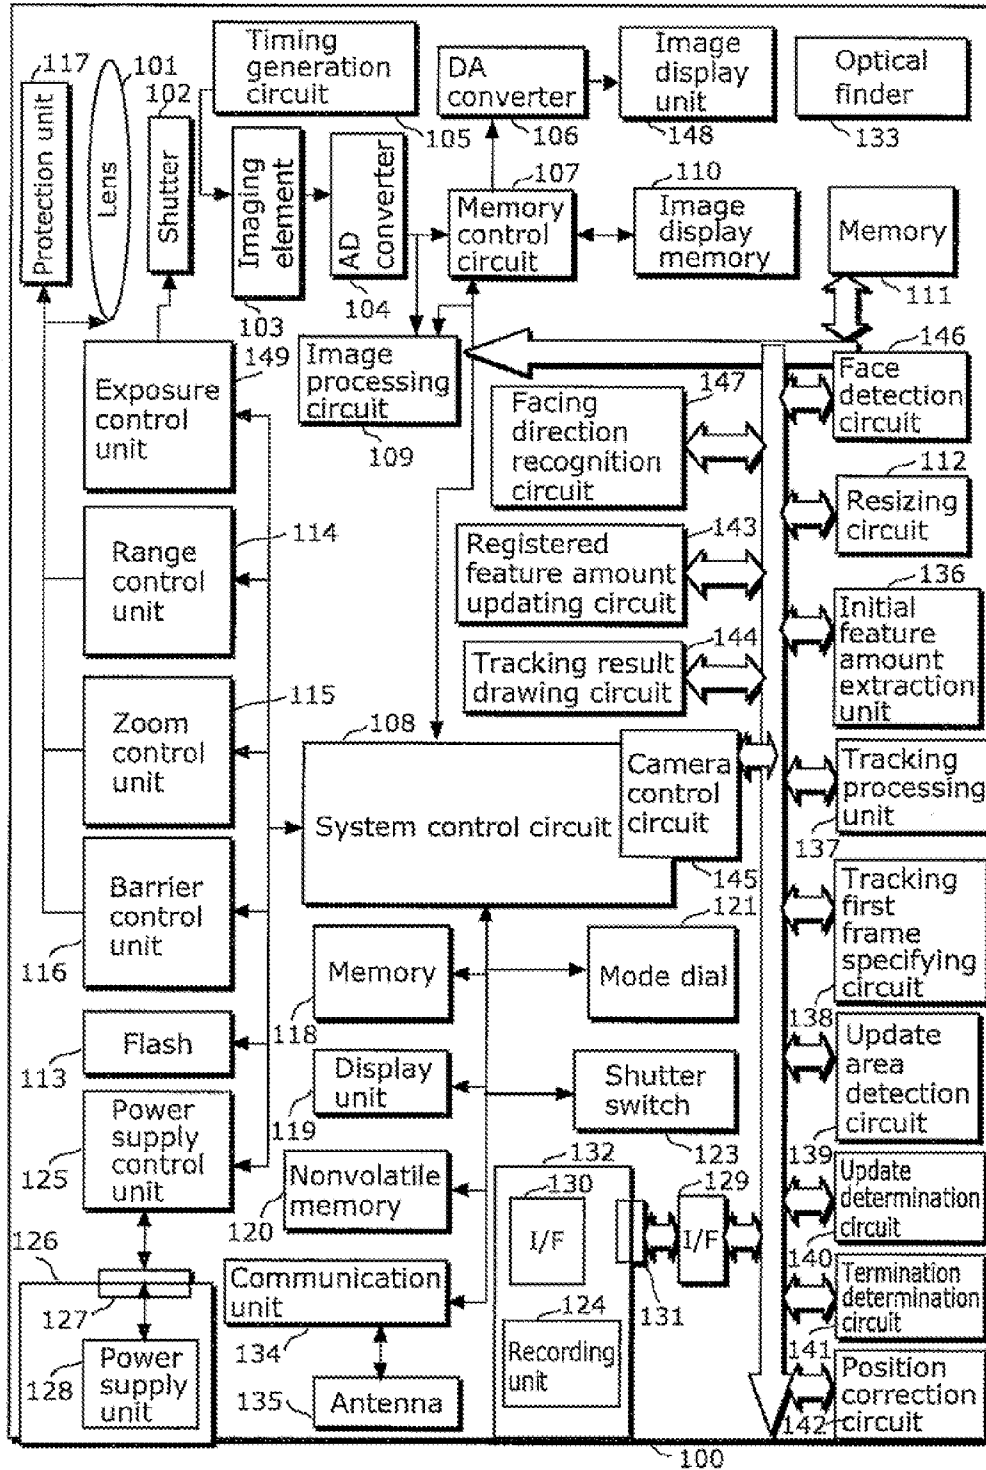 117
Protection unit
101
Lens
102
Shutter
Timing
generation
circuit
105
Imaging
element
103
AD
converter
104
DA
converter
106
Image
display
unit
148
Optical
finder
133
107
Memory
control
circuit
110
Image
display
memory
Memory
111
Exposure
control
unit
149
Image
processing
circuit
109
147
Facing
direction
recognition
circuit
146
Face
detection
circuit
112
Resizing
circuit
Range
control
unit
114
143
Registered
feature amount
updating circuit
136
Initial
feature
amount
extraction
unit
144
Tracking result
drawing circuit
Zoom
control
unit
115
108
System control circuit
Camera
control
circuit
145
Tracking
processing
unit
137
Barrier
control
unit
116
Memory
118
121
Mode dial
Tracking
first
frame
specifying
circuit
138
Flash
113
Display
unit
119
Shutter
switch
123
Update
area
detection
circuit
139
Power
supply
control
unit
125
Nonvolatile
memory
120
132
130
I/F
129
I/F
131
Update
determination
circuit
140
126
127
Communication
unit
134
124
Recording
unit
Termination
determination
circuit
141
128
Power
supply
unit
135
Antenna
Position
correction
circuit
142
100